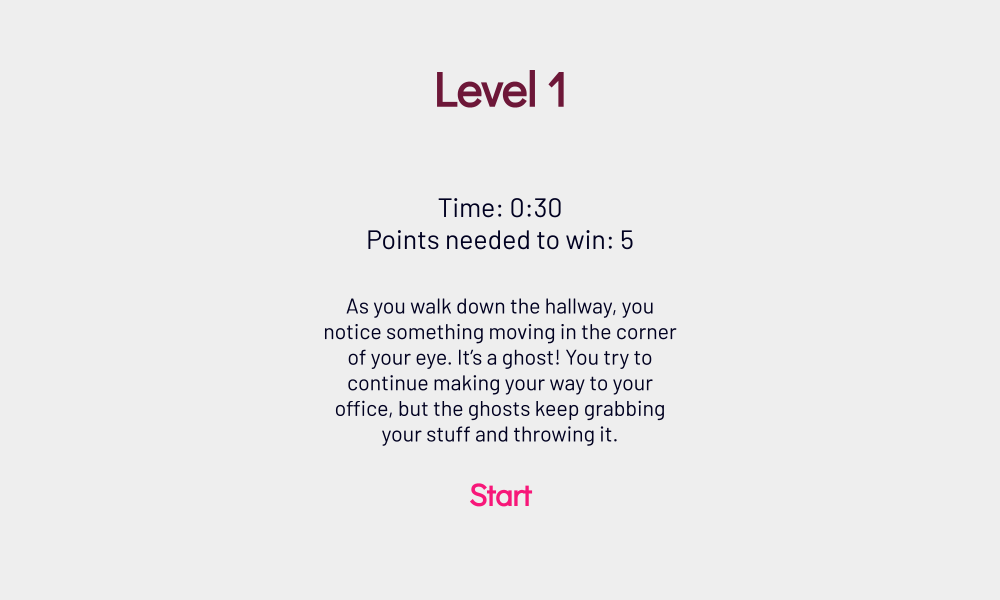 Level 1
Time: 0:30
Points needed to win: 5
As you walk down the hallway, you
notice something moving in the corner
of your eye. It’s a ghost! You try to
continue making your way to your
office, but the ghosts keep grabbing
your stuff and throwing it.
Start